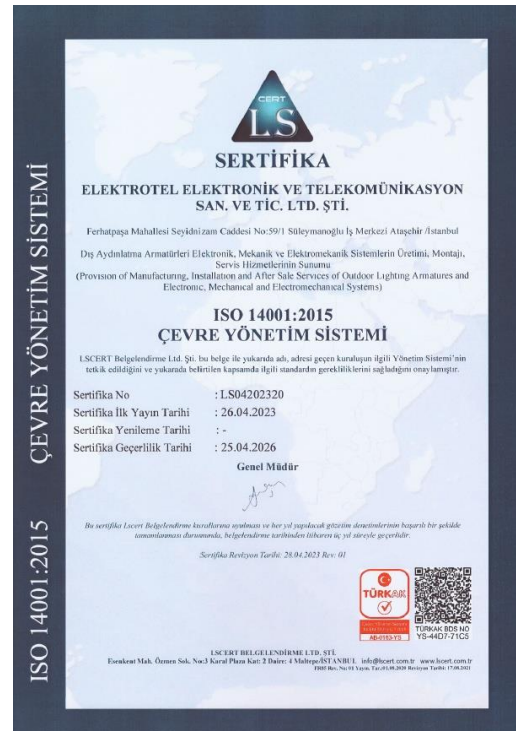 CERT
LS
SERTİFİKA
ELEKTROTEL ELEKTRONİK VE TELEKOMÜNİKASYON
SAN. VE TİC. LTD. ŞTİ.
Ferhatpaşa Mahallesi Seyidnizam Caddesi No:59/1 Süleymanoğlu İş Merkezi Ataşehir /İstanbul
Dış Aydınlatma Armatürleri Elektronik, Mekanik ve Elektromekanik Sistemlerin Üretimi, Montajı,
Servis Hizmetlerinin Sunumu
(Provision of Manufacturing, Installation and After Sale Services of Outdoor Lighting Armatures and
Electronic, Mechanical and Electromechanical Systems)
ISO 14001:2015
ÇEVRE YÖNETİM SİSTEMİ
LSCERT Belgelendirme Ltd. Şti. bu belge ile yukarıda adı, adresi geçen kuruluşun ilgili Yönetim Sistemi'nin
tetkik edildiğini ve yukarıda belirtilen kapsamda ilgili standardın gerekliliklerini sağladığını onaylamıştır.
Sertifika No : LS04202320
Sertifika İlk Yayın Tarihi : 26.04.2023
Sertifika Yenileme Tarihi : -
Sertifika Geçerlilik Tarihi : 25.04.2026
Genel Müdür
Bu sertifika Lscert Belgelendirme kurallarına uyulması ve her yıl yapılacak gözetim denetimlerinin başarılı bir şekilde
tamamlanması durumunda, belgelendirme tarihinden itibaren üç yıl süreyle geçerlidir.
Sertifika Revizyon Tarihi: 28.04.2023 Rev: 01
TÜRKAK
AB-0193-YS
TÜRKAK BDS NO
YS-44D7-71C5
LSCERT BELGELENDİRME LTD. ŞTİ.
Esenkent Mah. Özmen Sok. No:3 Karal Plaza Kat: 2 Daire: 4 Maltepe/İSTANBUL info@lscert.com.tr www.lscert.com.tr
ISO 14001:2015 ÇEVRE YÖNETİM SİSTEMİ